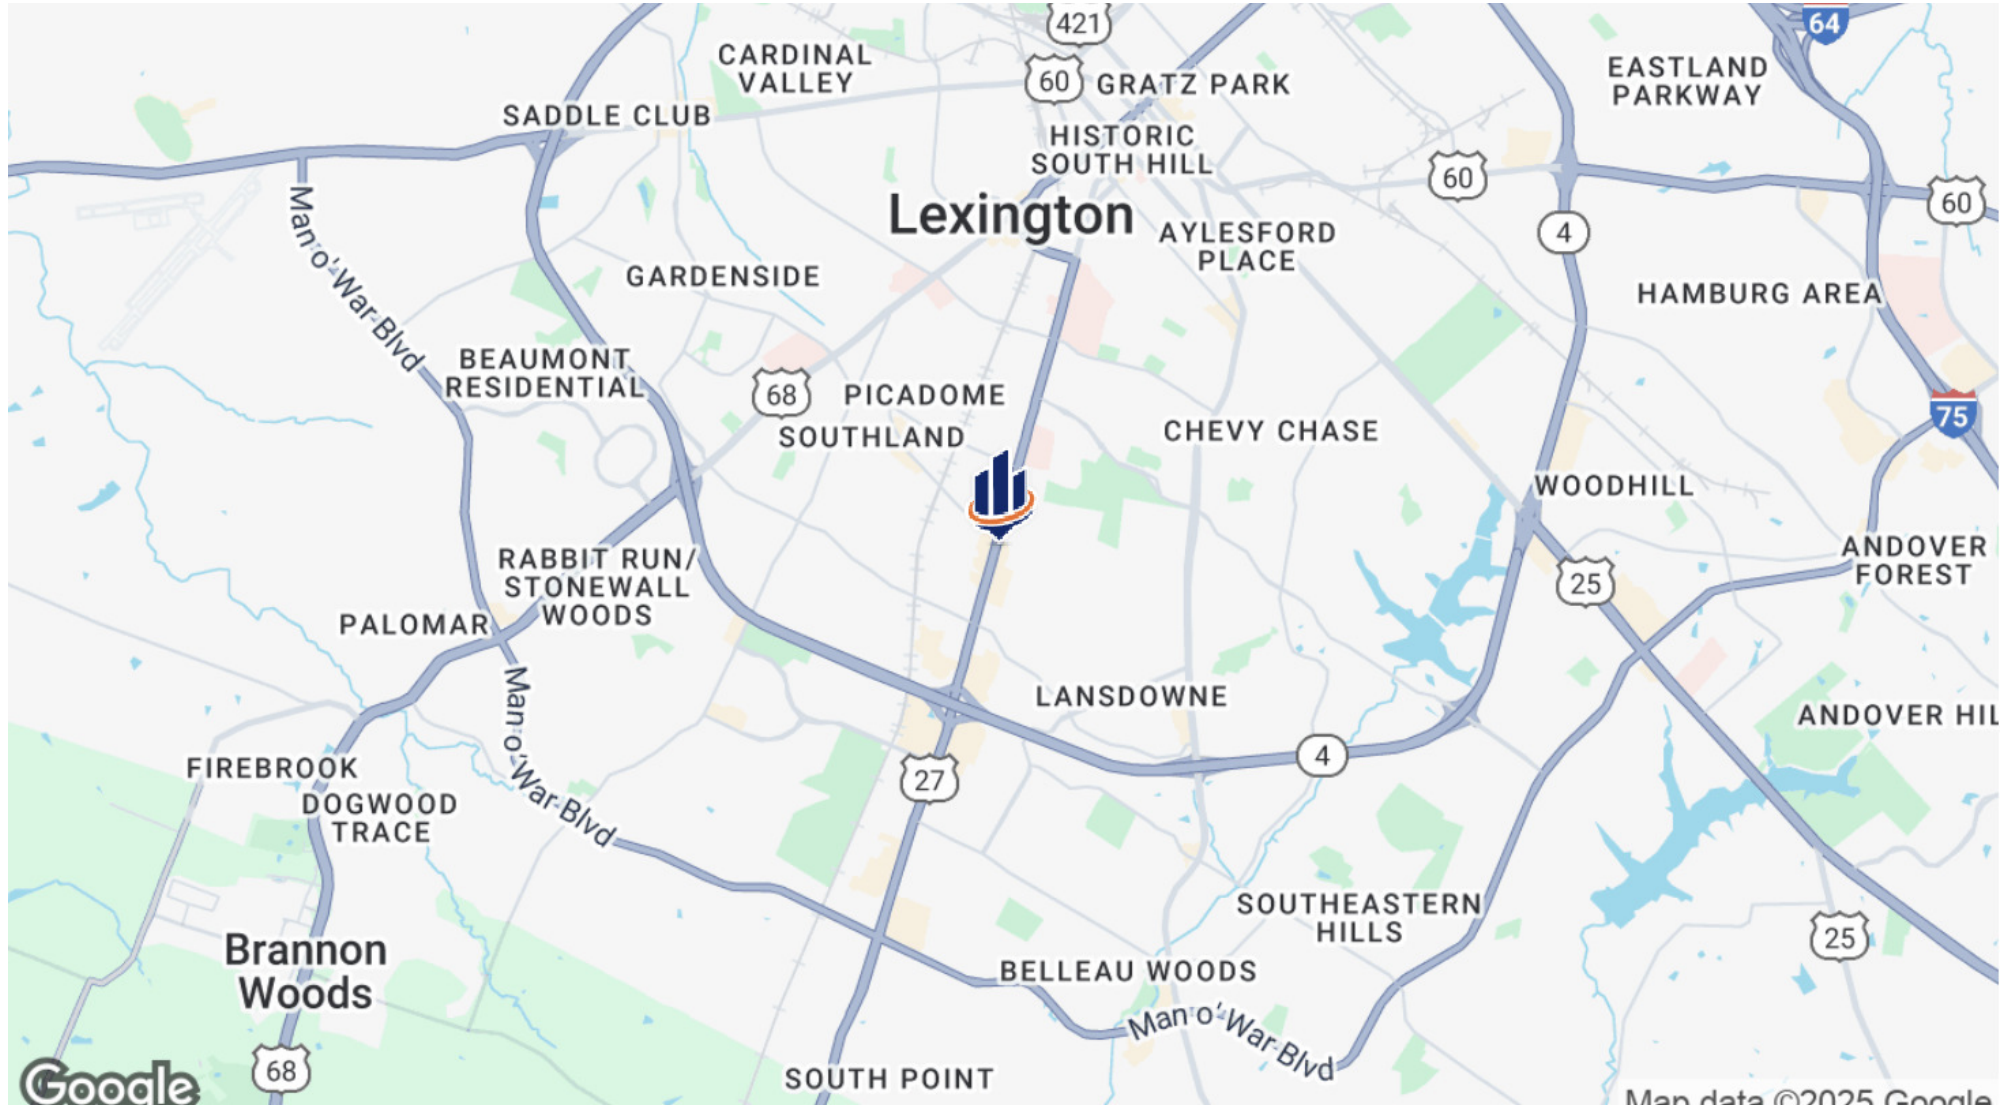 421
64
CARDINAL
VALLEY
EASTLAND
PARKWAY
60
GRATZ PARK
SADDLE CLUB
HISTORIC
SOUTH HILL
60
60
Man o' War Blvd
Lexington
AYLESFORD
PLACE
4
GARDENSIDE
HAMBURG AREA
BEAUMONT
RESIDENTIAL
68
PICADOME
SOUTHLAND
CHEVY CHASE
75
WOODHILL
RABBIT RUN/
STONEWALL
WOODS
ANDOVER
FOREST
25
PALOMAR
Man o' War Blvd
LANSDOWNE
ANDOVER HIL
4
FIREBROOK
27
DOGWOOD
TRACE
SOUTHEASTERN
HILLS
25
Brannon
Woods
BELLEAU WOODS
Man o' War Blvd
68
SOUTH POINT
Google
Map data ©2025 Google